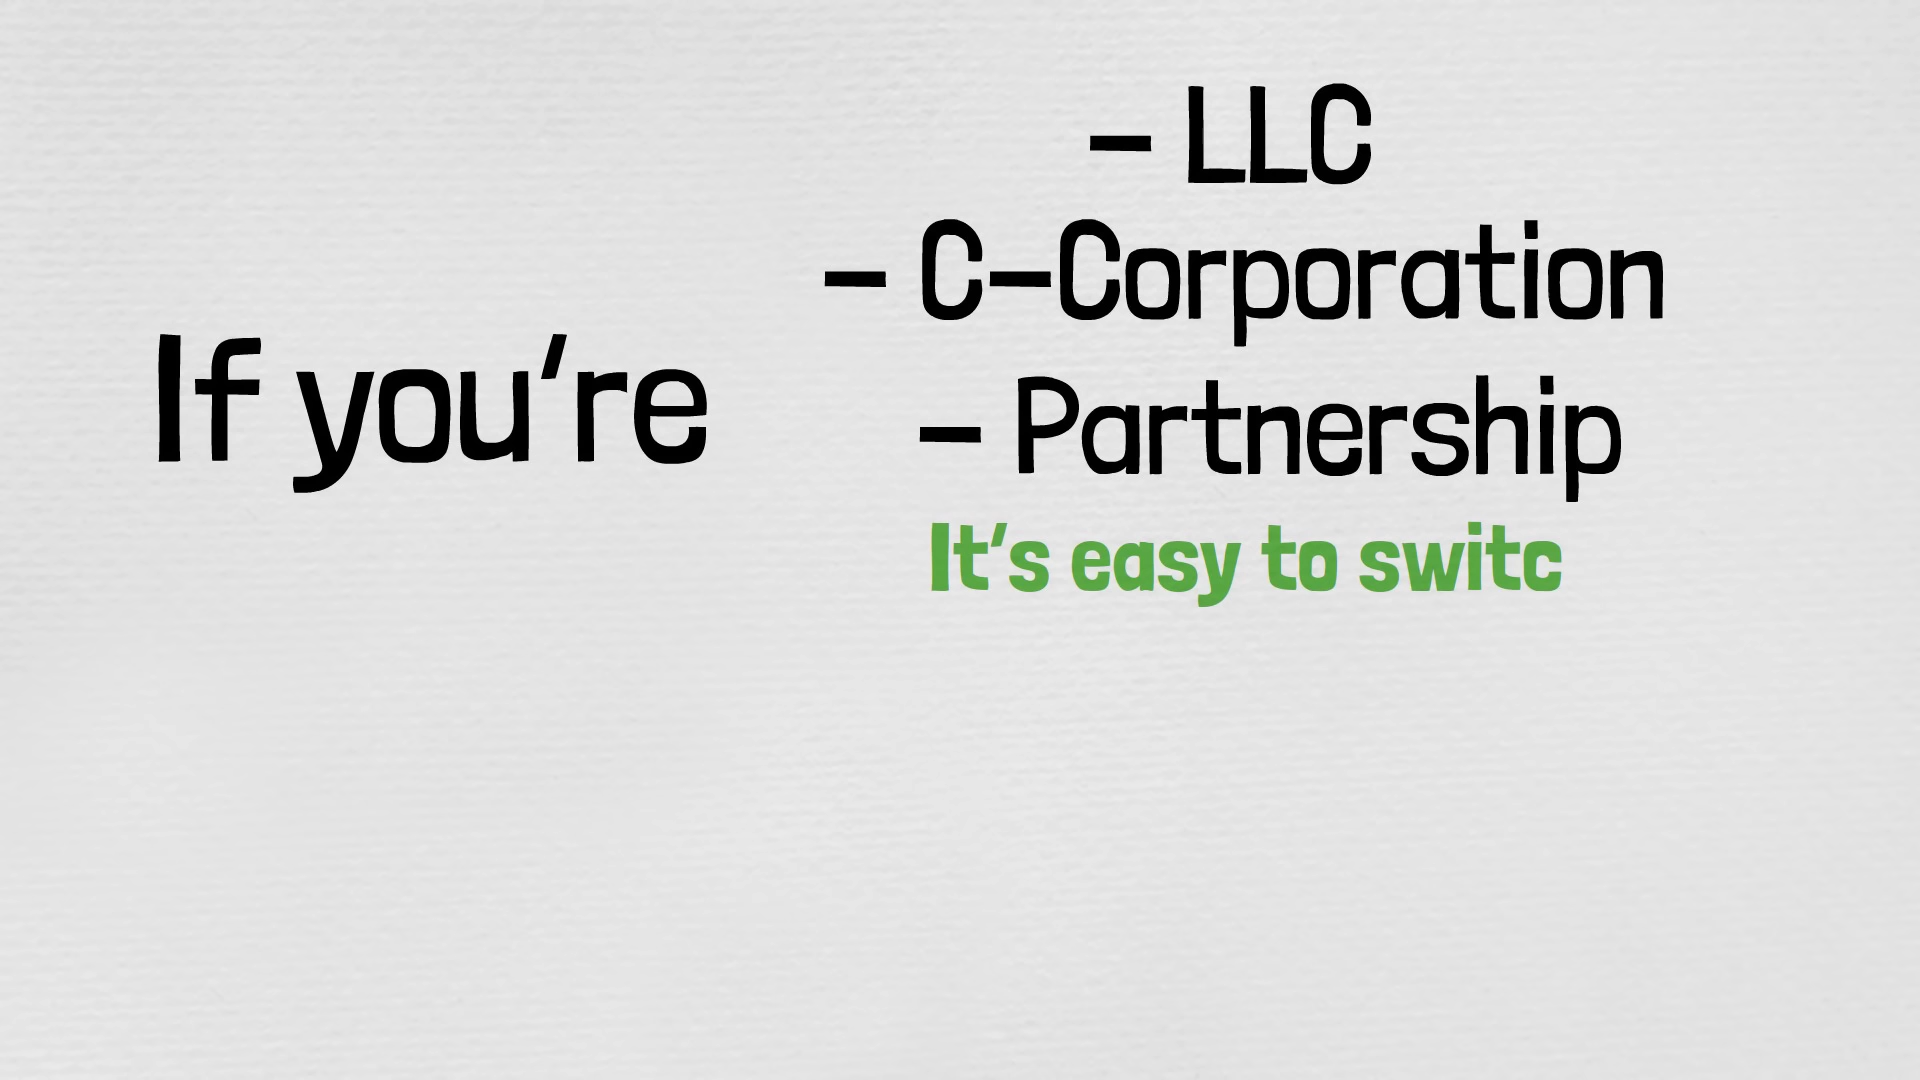 If you're
- LLC
- C-Corporation
- Partnership
It's easy to switc